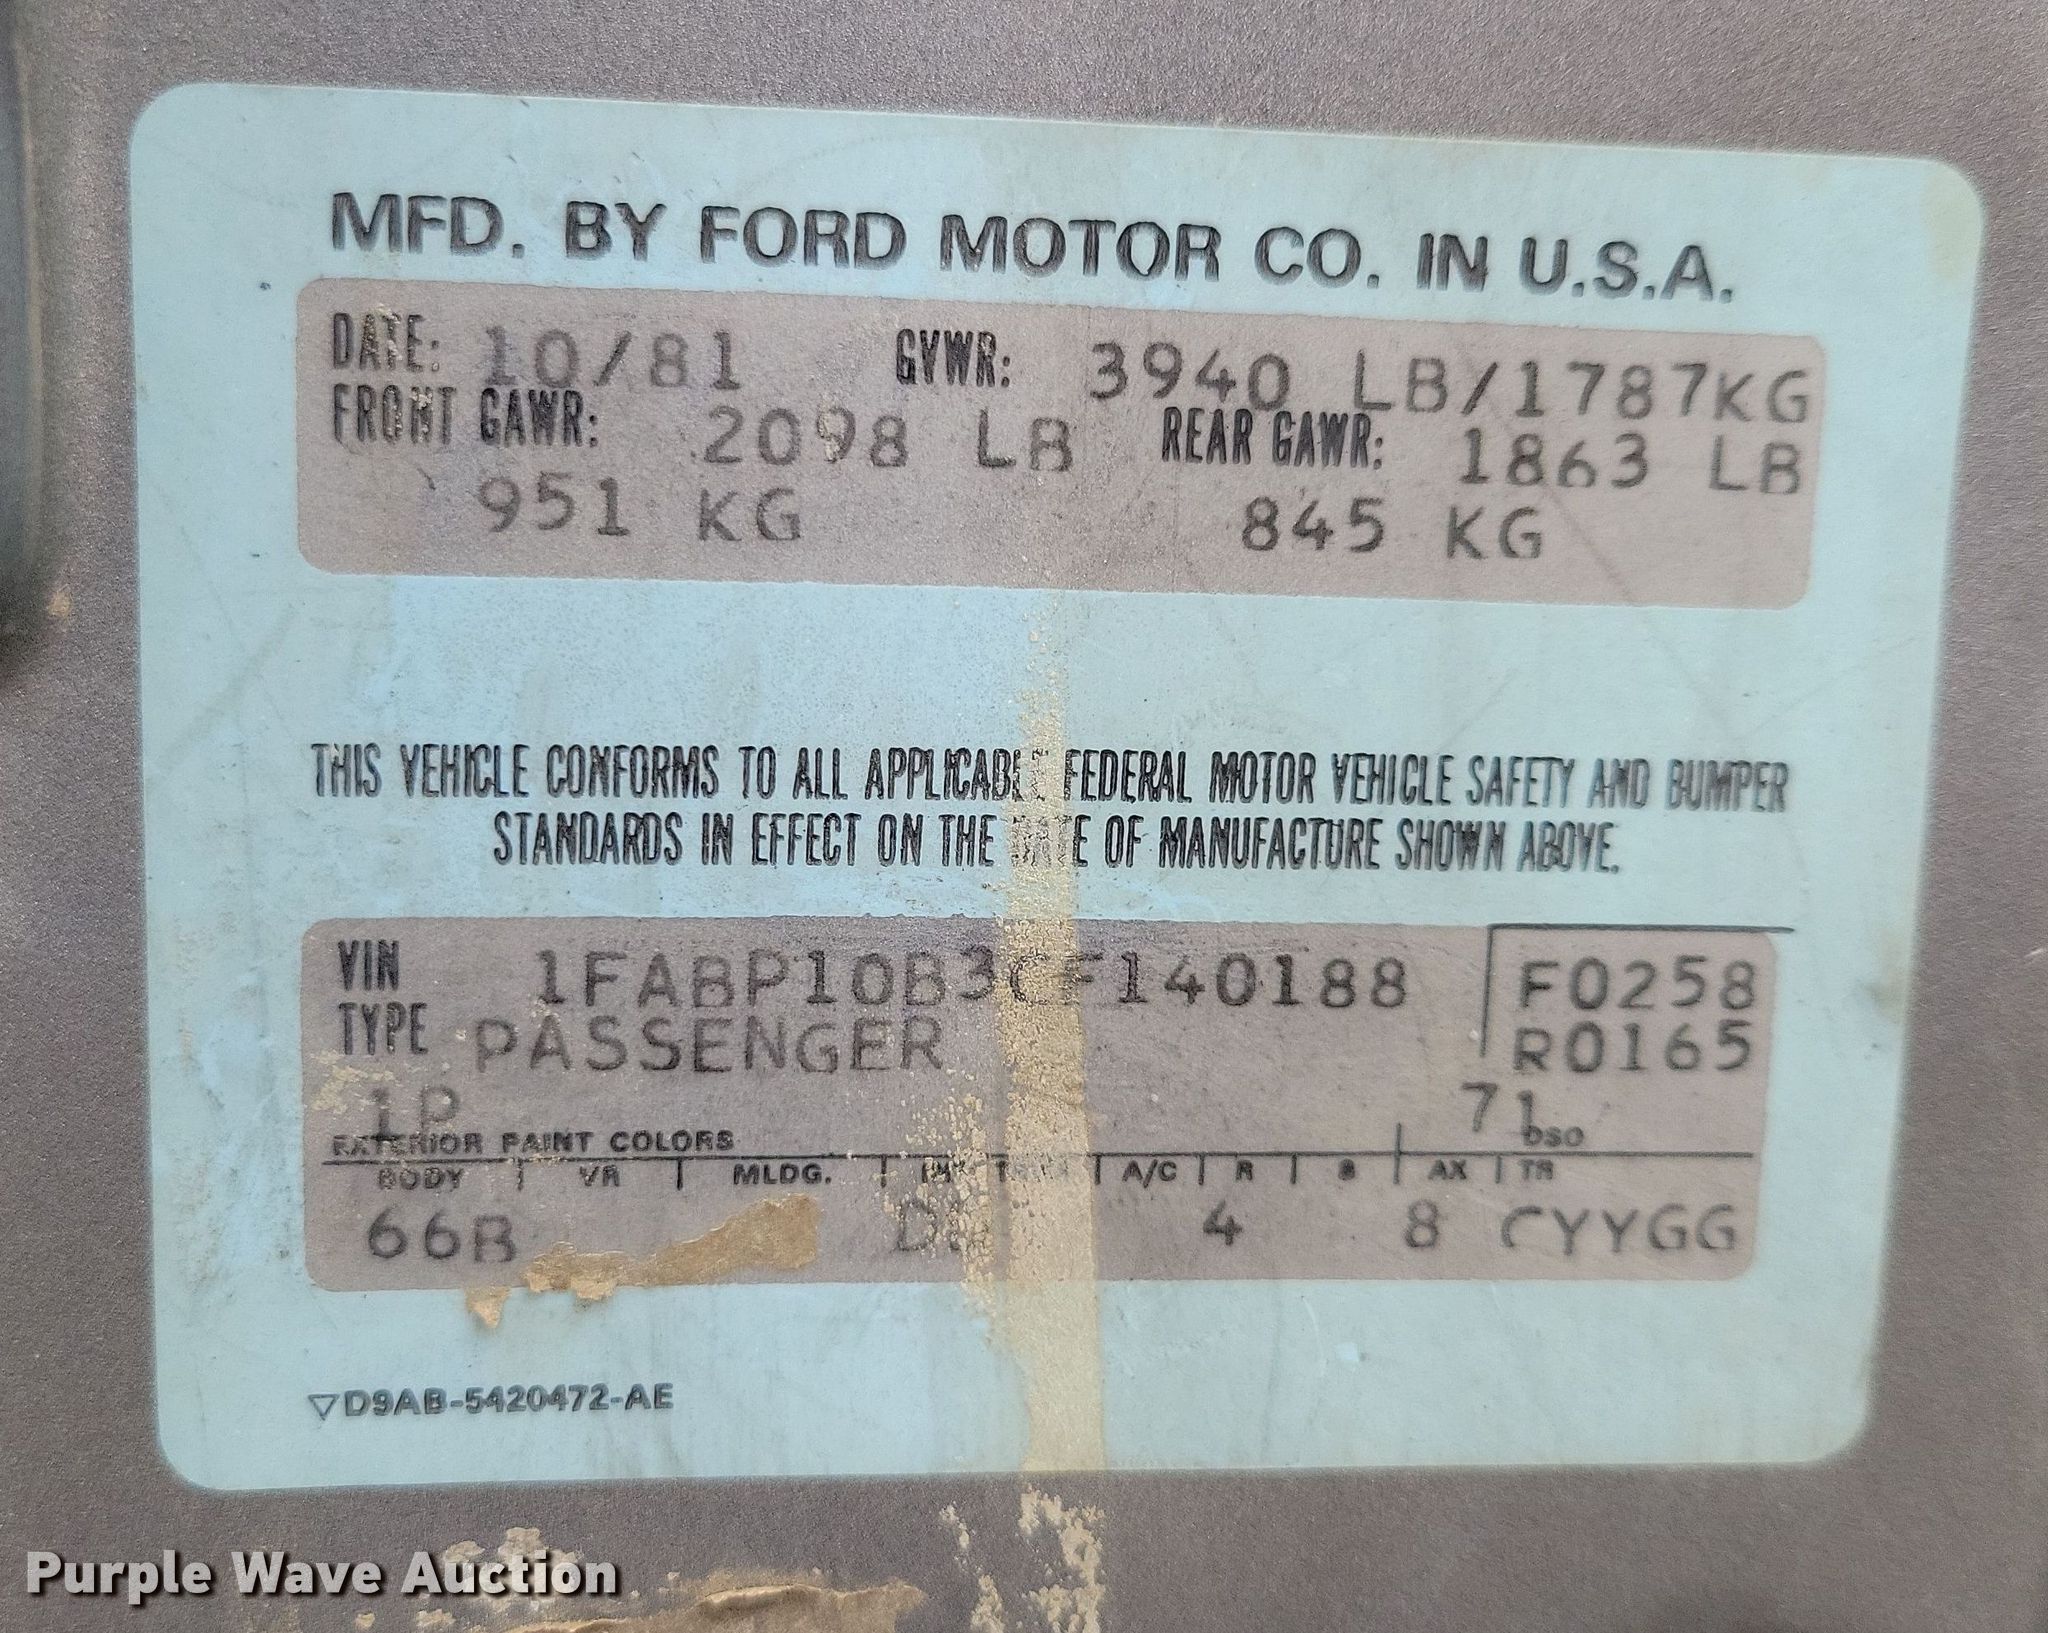 MFD. BY FORD MOTOR CO. IN U.S.A.
DATE: 10/81 GVWR: 3940 LB/1787KG
FRONT GAWR: 2098 LB REAR GAWR: 1863 LB
951 KG 845 KG
THIS VEHICLE CONFORMS TO ALL APPLICABLE FEDERAL MOTOR VEHICLE SAFETY AND BUMPER
STANDARDS IN EFFECT ON THE DATE OF MANUFACTURE SHOWN ABOVE.
VIN 1FABP10B3CF140188 F0258
TYPE PASSENGER R0165
1P 71
EXTERIOR PAINT COLORS DSO
BODY VR MLDG. INT TRIM A/C R S AX TR
66B 4 8 CYYGG
▽D9AB-5420472-AE
Purple Wave Auction